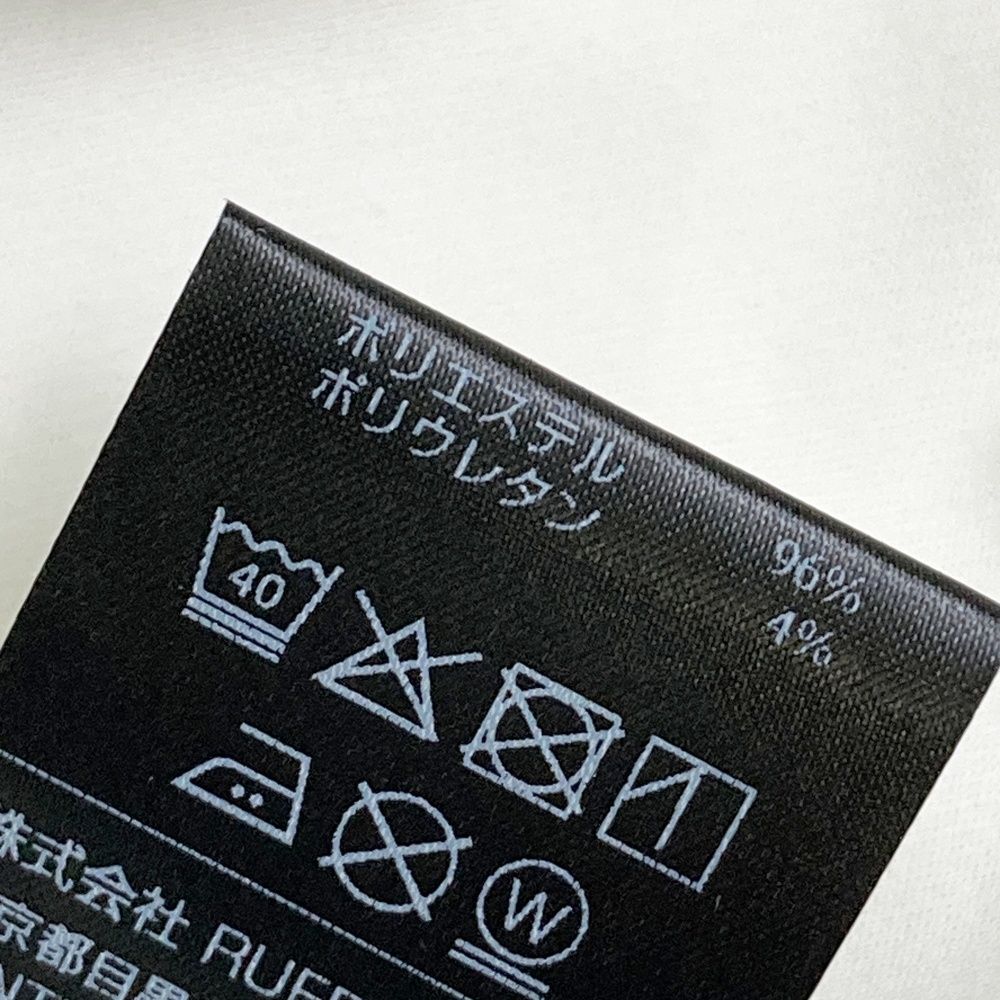 ポリエステル 96%
ポリウレタン 4%
40
W
株式会社 RUE
京都目黒